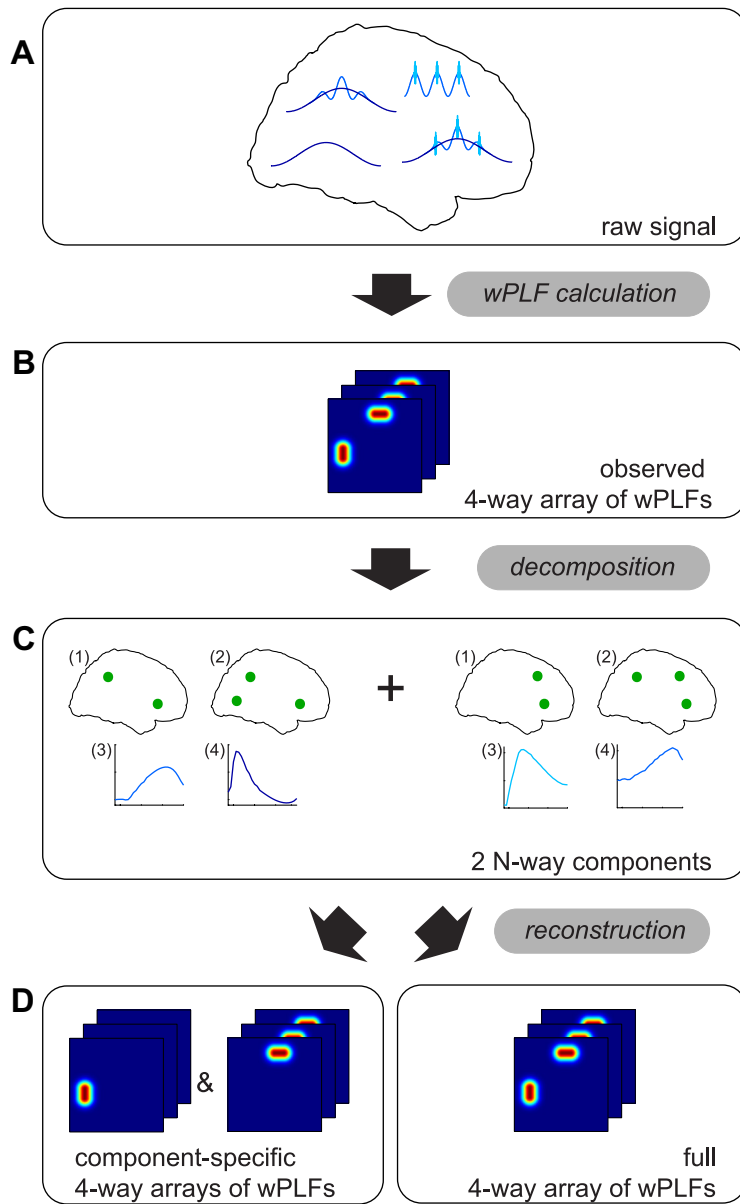 A
raw signal
wPLF calculation
B
observed
4-way array of wPLFs
decomposition
C
(1)
(2)
+
(1)
(2)
(3)
(4)
(3)
(4)
2 N-way components
reconstruction
D
&
component-specific
4-way arrays of wPLFs
full
4-way array of wPLFs